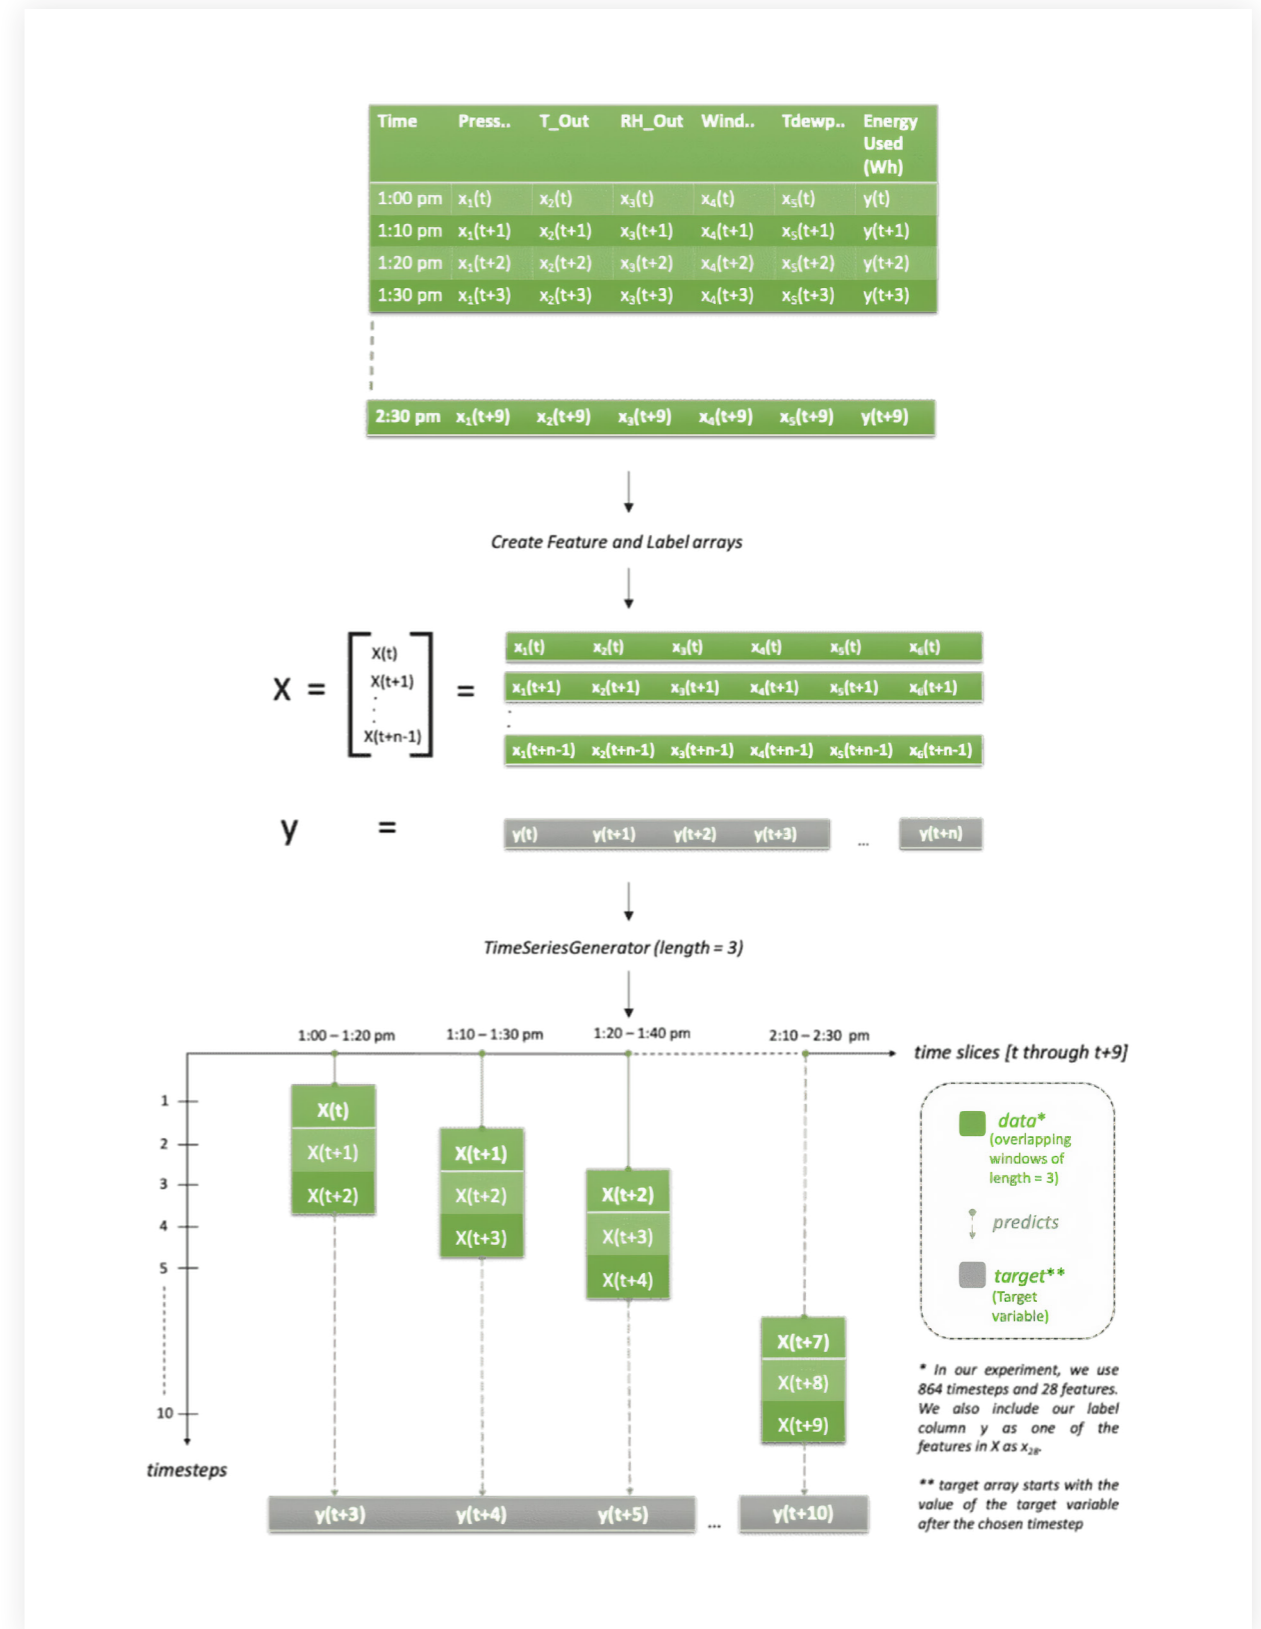 Time Press.. T_Out RH_Out Wind.. Tdewp.. Energy
Used
(Wh)
1:00 pm x₁(t) x₂(t) x₃(t) x₄(t) x₅(t) y(t)
1:10 pm x₁(t+1) x₂(t+1) x₃(t+1) x₄(t+1) x₅(t+1) y(t+1)
1:20 pm x₁(t+2) x₂(t+2) x₃(t+2) x₄(t+2) x₅(t+2) y(t+2)
1:30 pm x₁(t+3) x₂(t+3) x₃(t+3) x₄(t+3) x₅(t+3) y(t+3)
2:30 pm x₁(t+9) x₂(t+9) x₃(t+9) x₄(t+9) x₅(t+9) y(t+9)
Create Feature and Label arrays
X = [ X(t) X(t+1) : : X(t+n-1) ] =
x₁(t) x₂(t) x₃(t) x₄(t) x₅(t) x₆(t)
x₁(t+1) x₂(t+1) x₃(t+1) x₄(t+1) x₅(t+1) x₆(t+1)
:
x₁(t+n-1) x₂(t+n-1) x₃(t+n-1) x₄(t+n-1) x₅(t+n-1) x₆(t+n-1)
y = y(t) y(t+1) y(t+2) y(t+3) ... y(t+n)
TimeSeriesGenerator (length = 3)
1:00 – 1:20 pm 1:10 – 1:30 pm 1:20 – 1:40 pm 2:10 – 2:30 pm
time slices [t through t+9]
1
2
3
4
5
10
timesteps
X(t)
X(t+1)
X(t+2)
X(t+1)
X(t+2)
X(t+3)
X(t+2)
X(t+3)
X(t+4)
X(t+7)
X(t+8)
X(t+9)
y(t+3) y(t+4) y(t+5) ... y(t+10)
data*
(overlapping
windows of
length = 3)
predicts
target**
(Target
variable)
* In our experiment, we use
864 timesteps and 28 features.
We also include our label
column y as one of the
features in X as x₂₈.
** target array starts with the
value of the target variable
after the chosen timestep